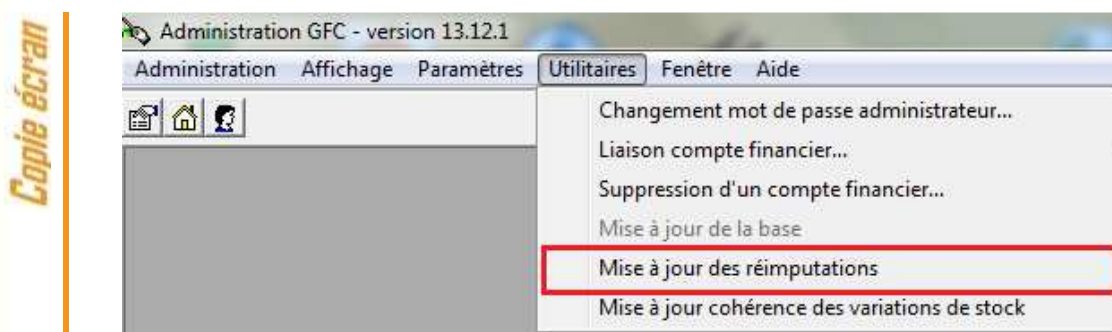 Copie écran
Administration GFC - version 13.12.1
Administration Affichage Paramètres Utilitaires Fenêtre Aide
Changement mot de passe administrateur...
Liaison compte financier...
Suppression d'un compte financier...
Mise à jour de la base
Mise à jour des réimputations
Mise à jour cohérence des variations de stock